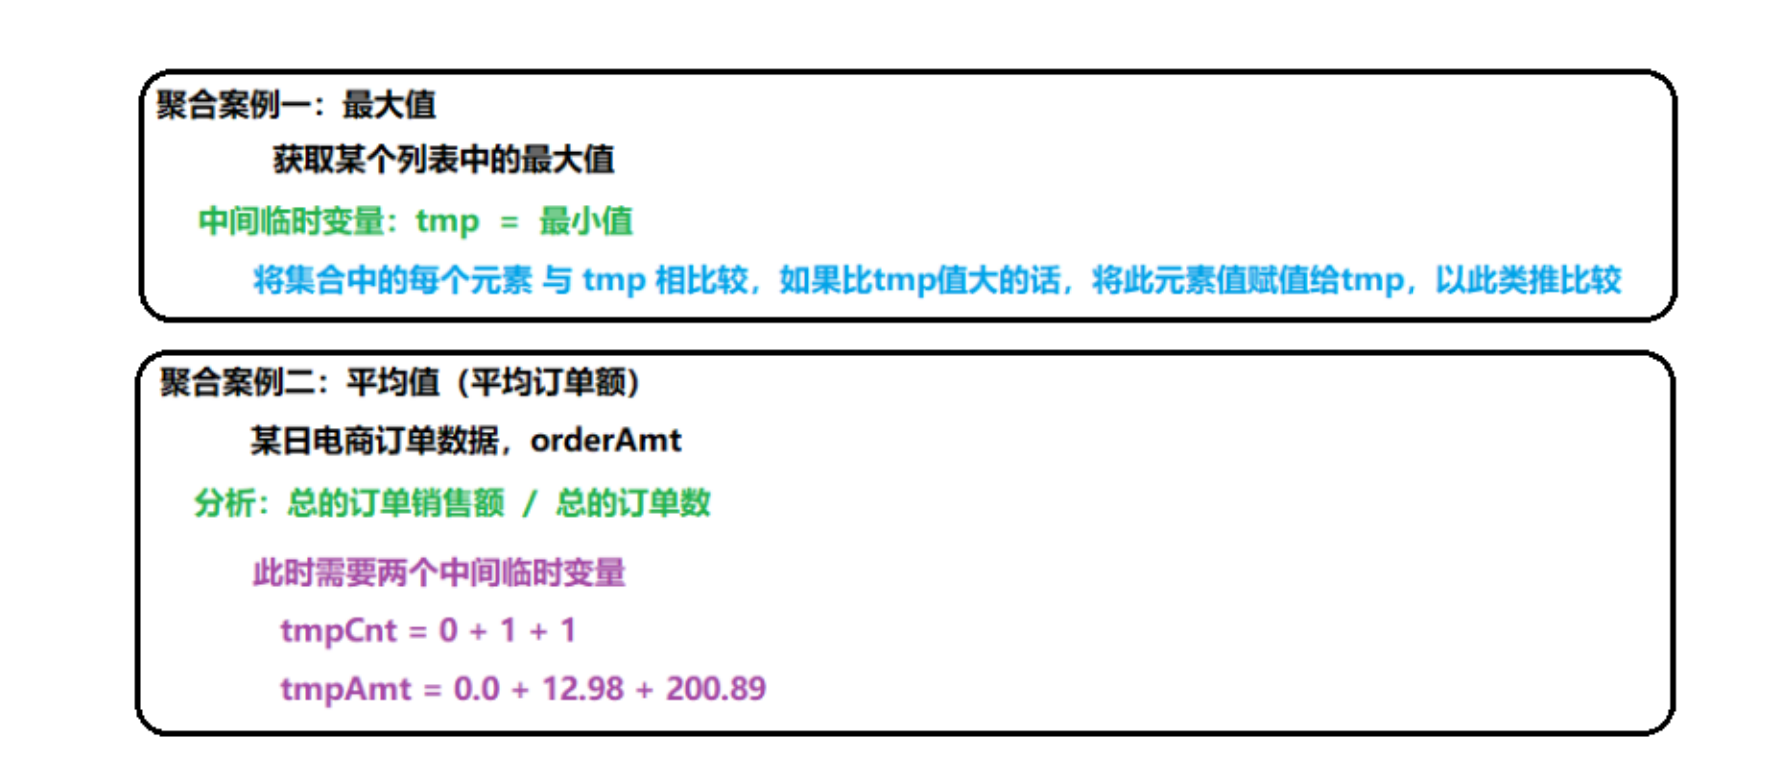 聚合案例一：最大值
获取某个列表中的最大值
中间临时变量：tmp = 最小值
将集合中的每个元素 与 tmp 相比较，如果比tmp值大的话，将此元素值赋值给tmp，以此类推比较
聚合案例二：平均值（平均订单额）
某日电商订单数据，orderAmt
分析：总的订单销售额 / 总的订单数
此时需要两个中间临时变量
tmpCnt = 0 + 1 + 1
tmpAmt = 0.0 + 12.98 + 200.89